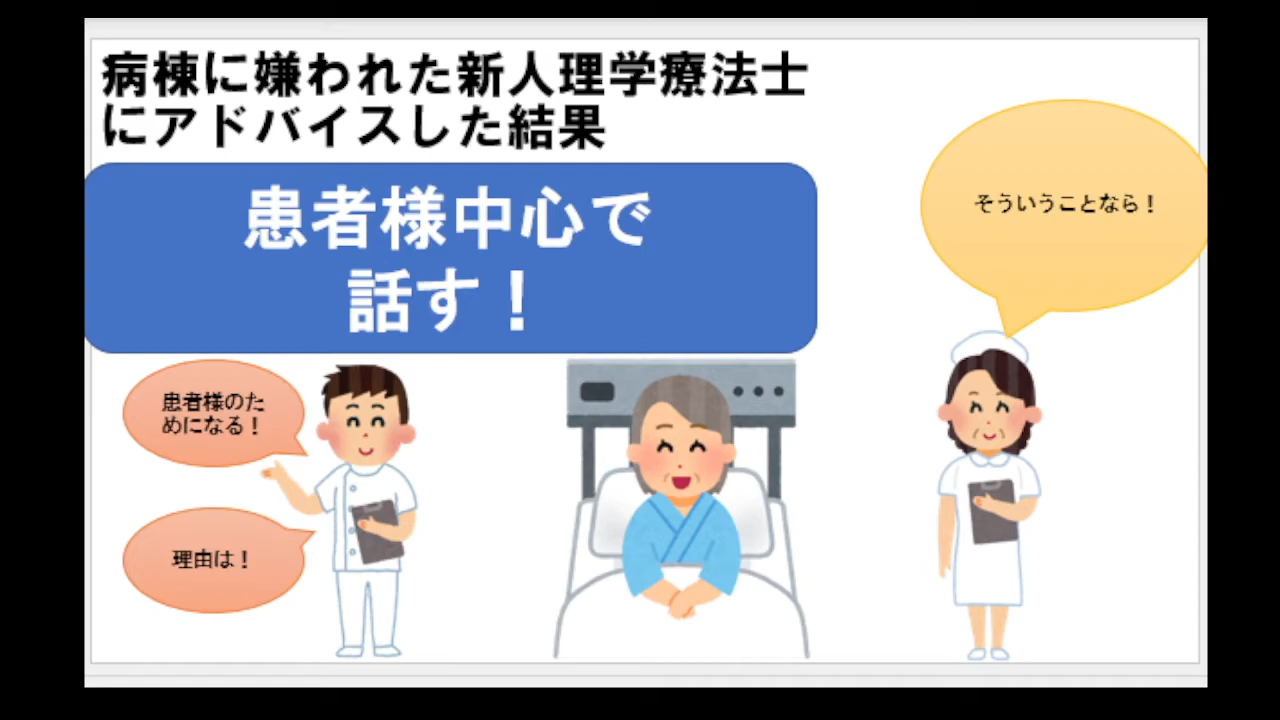 病棟に嫌われた新人理学療法士
にアドバイスした結果
患者様中心で
話す！
そういうことなら！
患者様のた
めになる！
理由は！